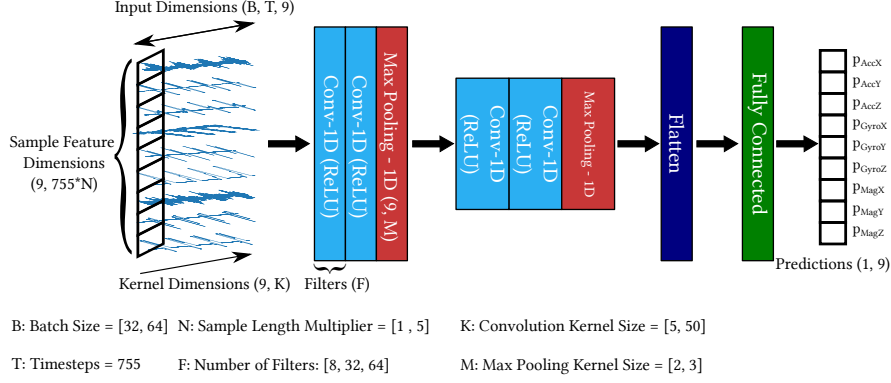 Input Dimensions (B, T, 9)
Sample Feature
Dimensions
(9, 755*N)
Kernel Dimensions (9, K)
Conv-1D (ReLU)
Conv-1D (ReLU)
Max Pooling - 1D (9, M)
Filters (F)
Conv-1D
(ReLU)
Conv-1D
(ReLU)
Max Pooling - 1D
Flatten
Fully Connected
PAccX
PAccY
PAccZ
PGyroX
PGyroY
PGyroZ
PMagX
PMagY
PMagZ
Predictions (1, 9)
B: Batch Size = [32, 64] N: Sample Length Multiplier = [1 , 5] K: Convolution Kernel Size = [5, 50]
T: Timesteps = 755 F: Number of Filters: [8, 32, 64] M: Max Pooling Kernel Size = [2, 3]